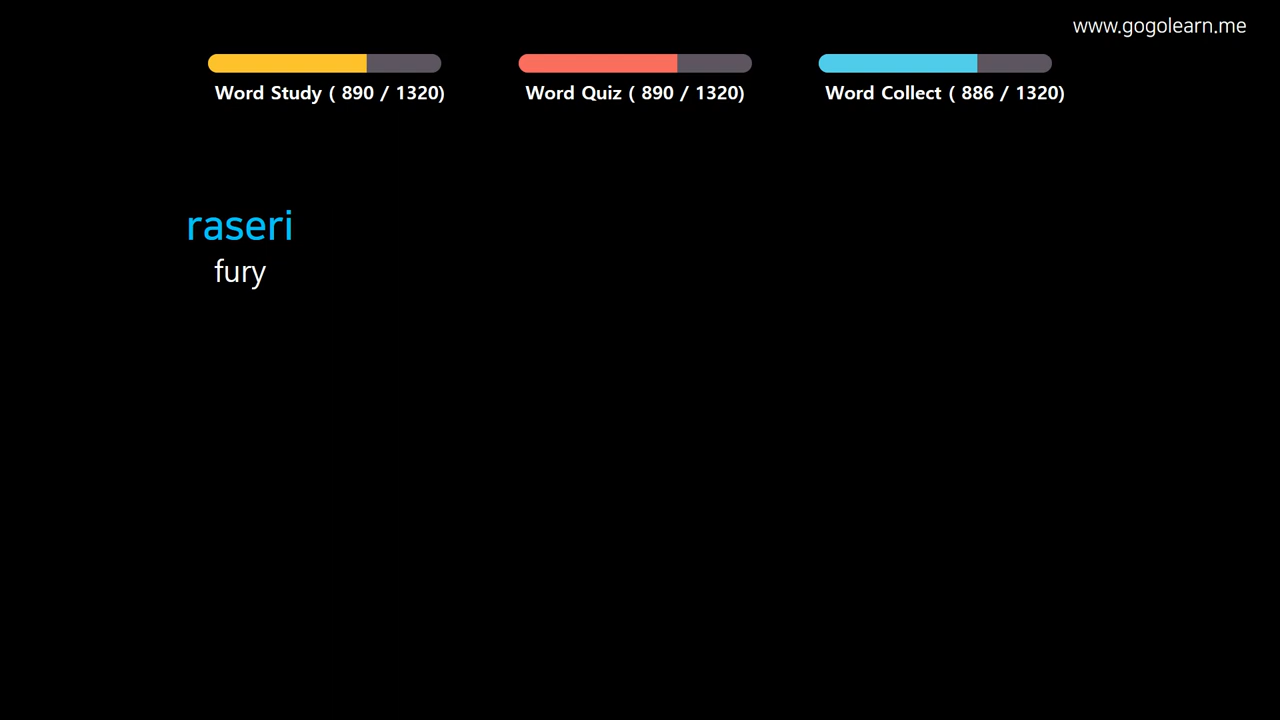 www.gogolearn.me
Word Study ( 890 / 1320)
Word Quiz ( 890 / 1320)
Word Collect ( 886 / 1320)
raseri
fury